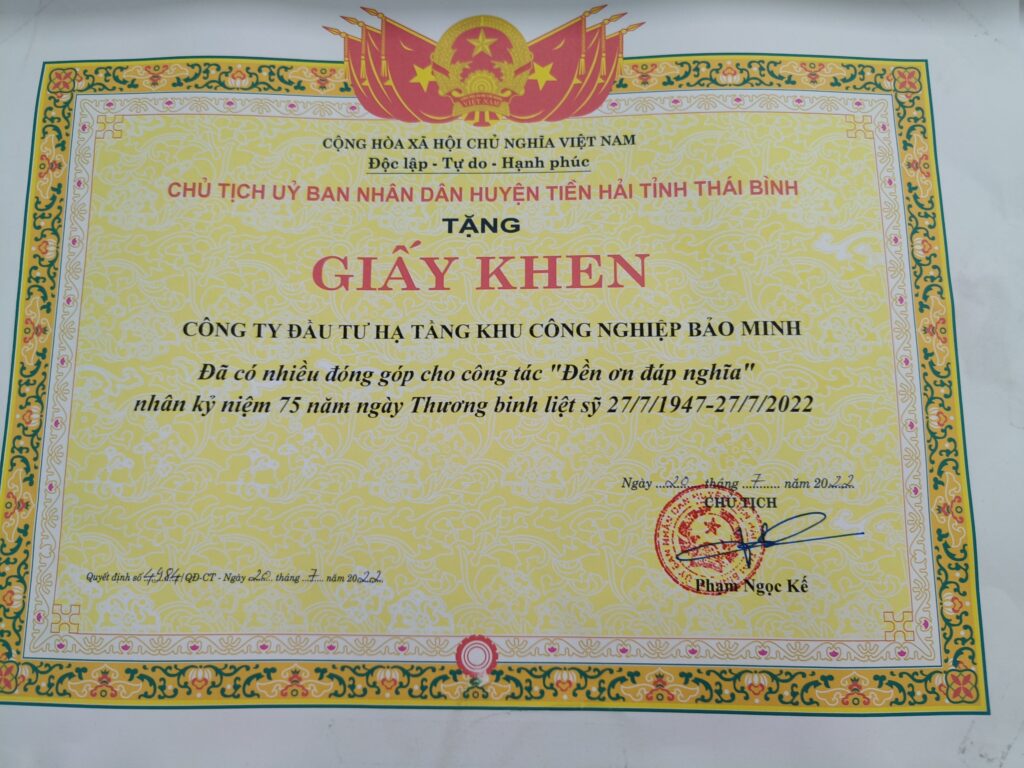 VIỆT NAM
CỘNG HÒA XÃ HỘI CHỦ NGHĨA VIỆT NAM
Độc lập - Tự do - Hạnh phúc
CHỦ TỊCH UỶ BAN NHÂN DÂN HUYỆN TIỀN HẢI TỈNH THÁI BÌNH
TẶNG
GIẤY KHEN
CÔNG TY ĐẦU TƯ HẠ TẦNG KHU CÔNG NGHIỆP BẢO MINH
Đã có nhiều đóng góp cho công tác "Đền ơn đáp nghĩa"
nhân kỷ niệm 75 năm ngày Thương binh liệt sỹ 27/7/1947-27/7/2022
Ngày ...20... tháng ...7...... năm 2022
CHỦ TỊCH
Phạm Ngọc Kế
Quyết định số 4984/QĐ-CT - Ngày 20. tháng ..7.. năm 2022